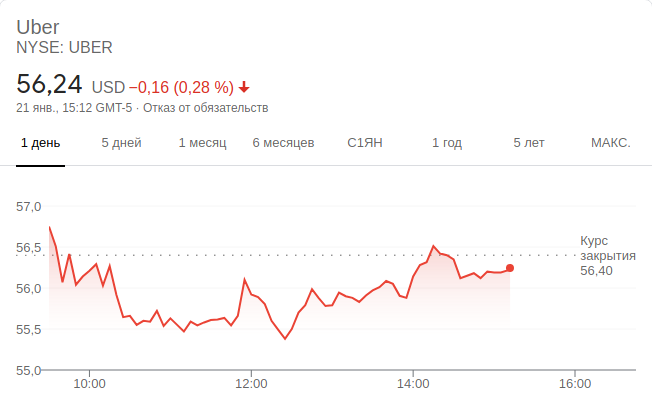 Uber
NYSE: UBER
56,24 USD −0,16 (0,28 %)
21 янв., 15:12 GMT-5 · Отказ от обязательств
1 день 5 дней 1 месяц 6 месяцев С1ЯН 1 год 5 лет МАКС.
57,0
56,5
56,0
55,5
55,0
Курс
закрытия
56,40
10:00 12:00 14:00 16:00